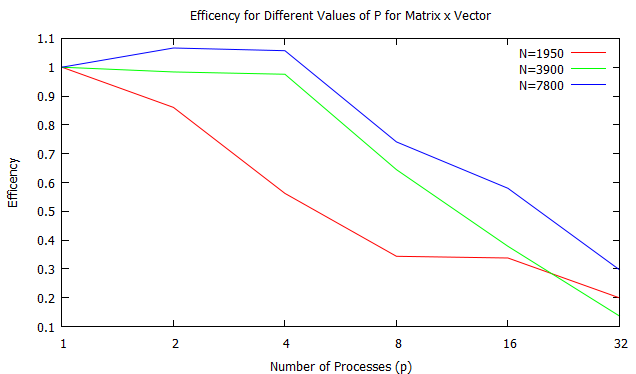 Efficency for Different Values of P for Matrix x Vector
1.1
1
0.9
0.8
0.7
0.6
0.5
0.4
0.3
0.2
0.1
Efficency
N=1950
N=3900
N=7800
1 2 4 8 16 32
Number of Processes (p)